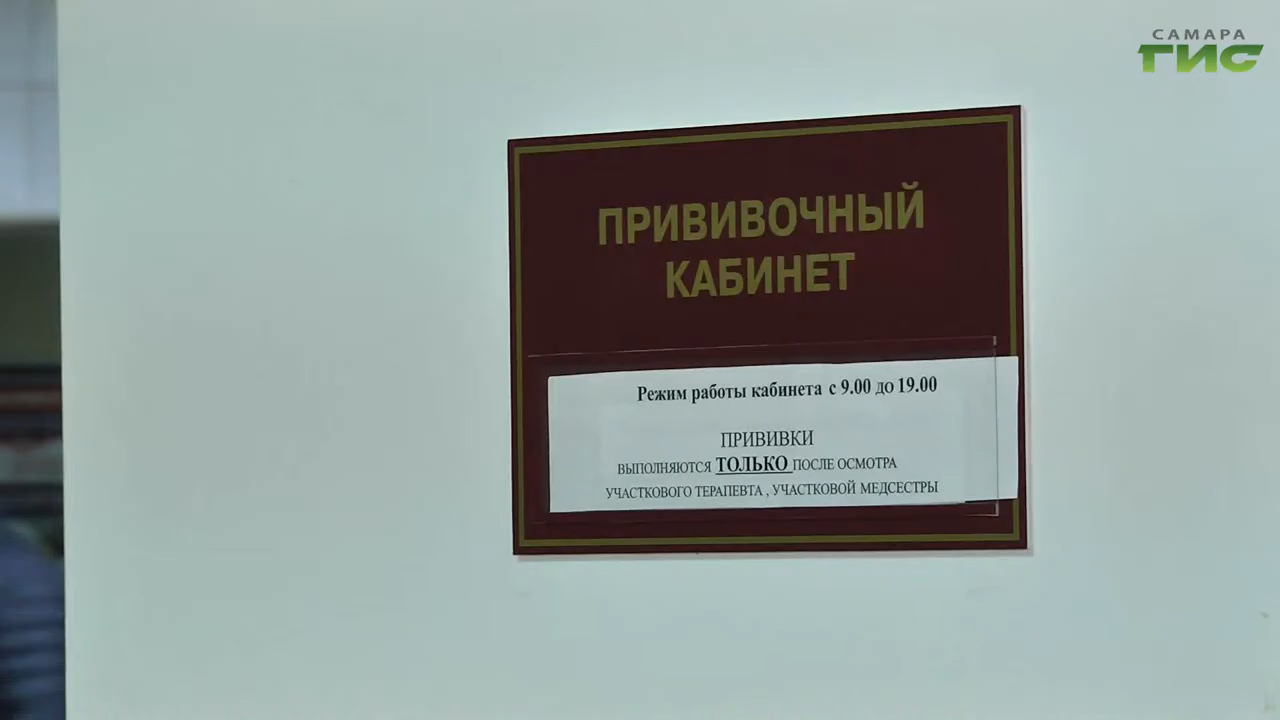 САМАРА
ГИС
ПРИВИВОЧНЫЙ
КАБИНЕТ
Режим работы кабинета с 9.00 до 19.00
ПРИВИВКИ
ВЫПОЛНЯЮТСЯ ТОЛЬКО ПОСЛЕ ОСМОТРА
УЧАСТКОВОГО ТЕРАПЕВТА , УЧАСТКОВОЙ МЕДСЕСТРЫ